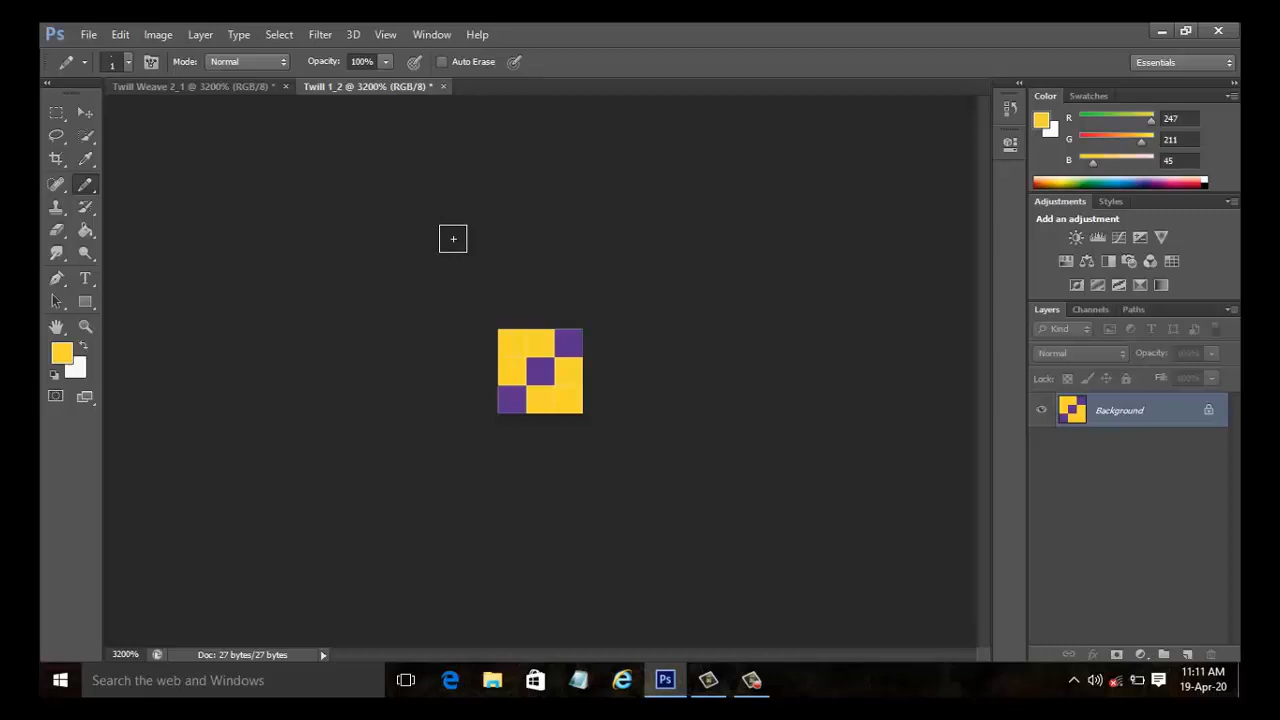 Ps File Edit Image Layer Type Select Filter 3D View Window Help
1 Mode: Normal Opacity: 100% Auto Erase Essentials
Twill Weave 2_1 @ 3200% (RGB/8) * × Twill 1_2 @ 3200% (RGB/8) * ×
Color Swatches
R 247
G 211
B 45
Adjustments Styles
Add an adjustment
Layers Channels Paths
Kind
Normal Opacity: 100%
Lock: Fill: 100%
Background
3200% Doc: 27 bytes/27 bytes
Search the web and Windows
11:11 AM
19-Apr-20